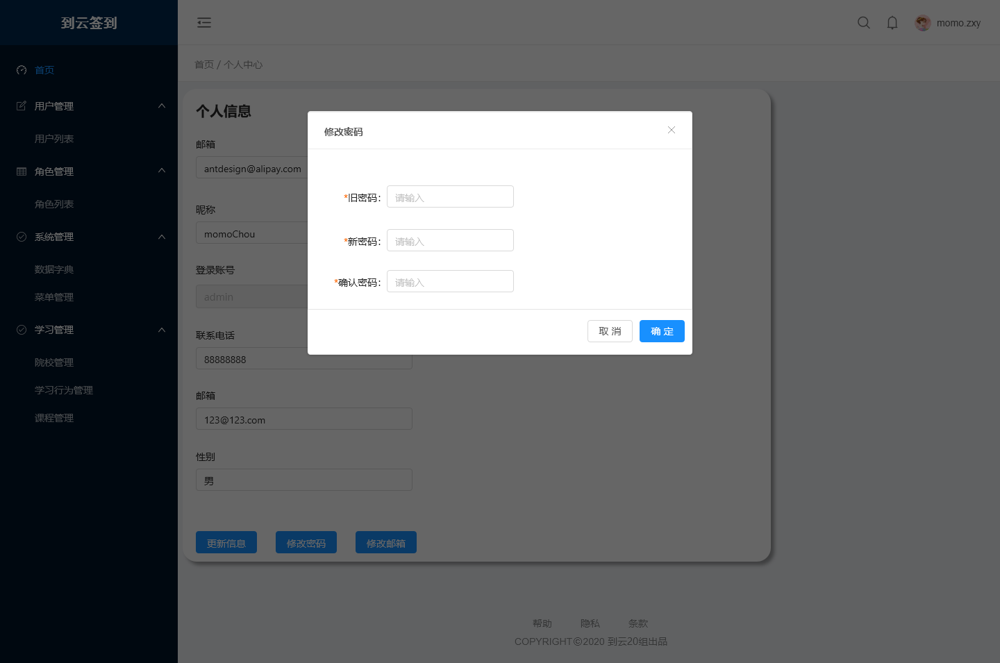 到云签到
momo.zxy
首页
首页 / 个人中心
用户管理
用户列表
角色管理
角色列表
系统管理
数据字典
菜单管理
学习管理
院校管理
学习行为管理
课程管理
个人信息
邮箱
antdesign@alipay.com
昵称
momoChou
登录账号
admin
联系电话
88888888
邮箱
123@123.com
性别
男
更新信息 修改密码 修改邮箱
修改密码
*旧密码： 请输入
*新密码： 请输入
*确认密码： 请输入
取 消 确 定
帮助 隐私 条款
COPYRIGHT©2020 到云20组出品